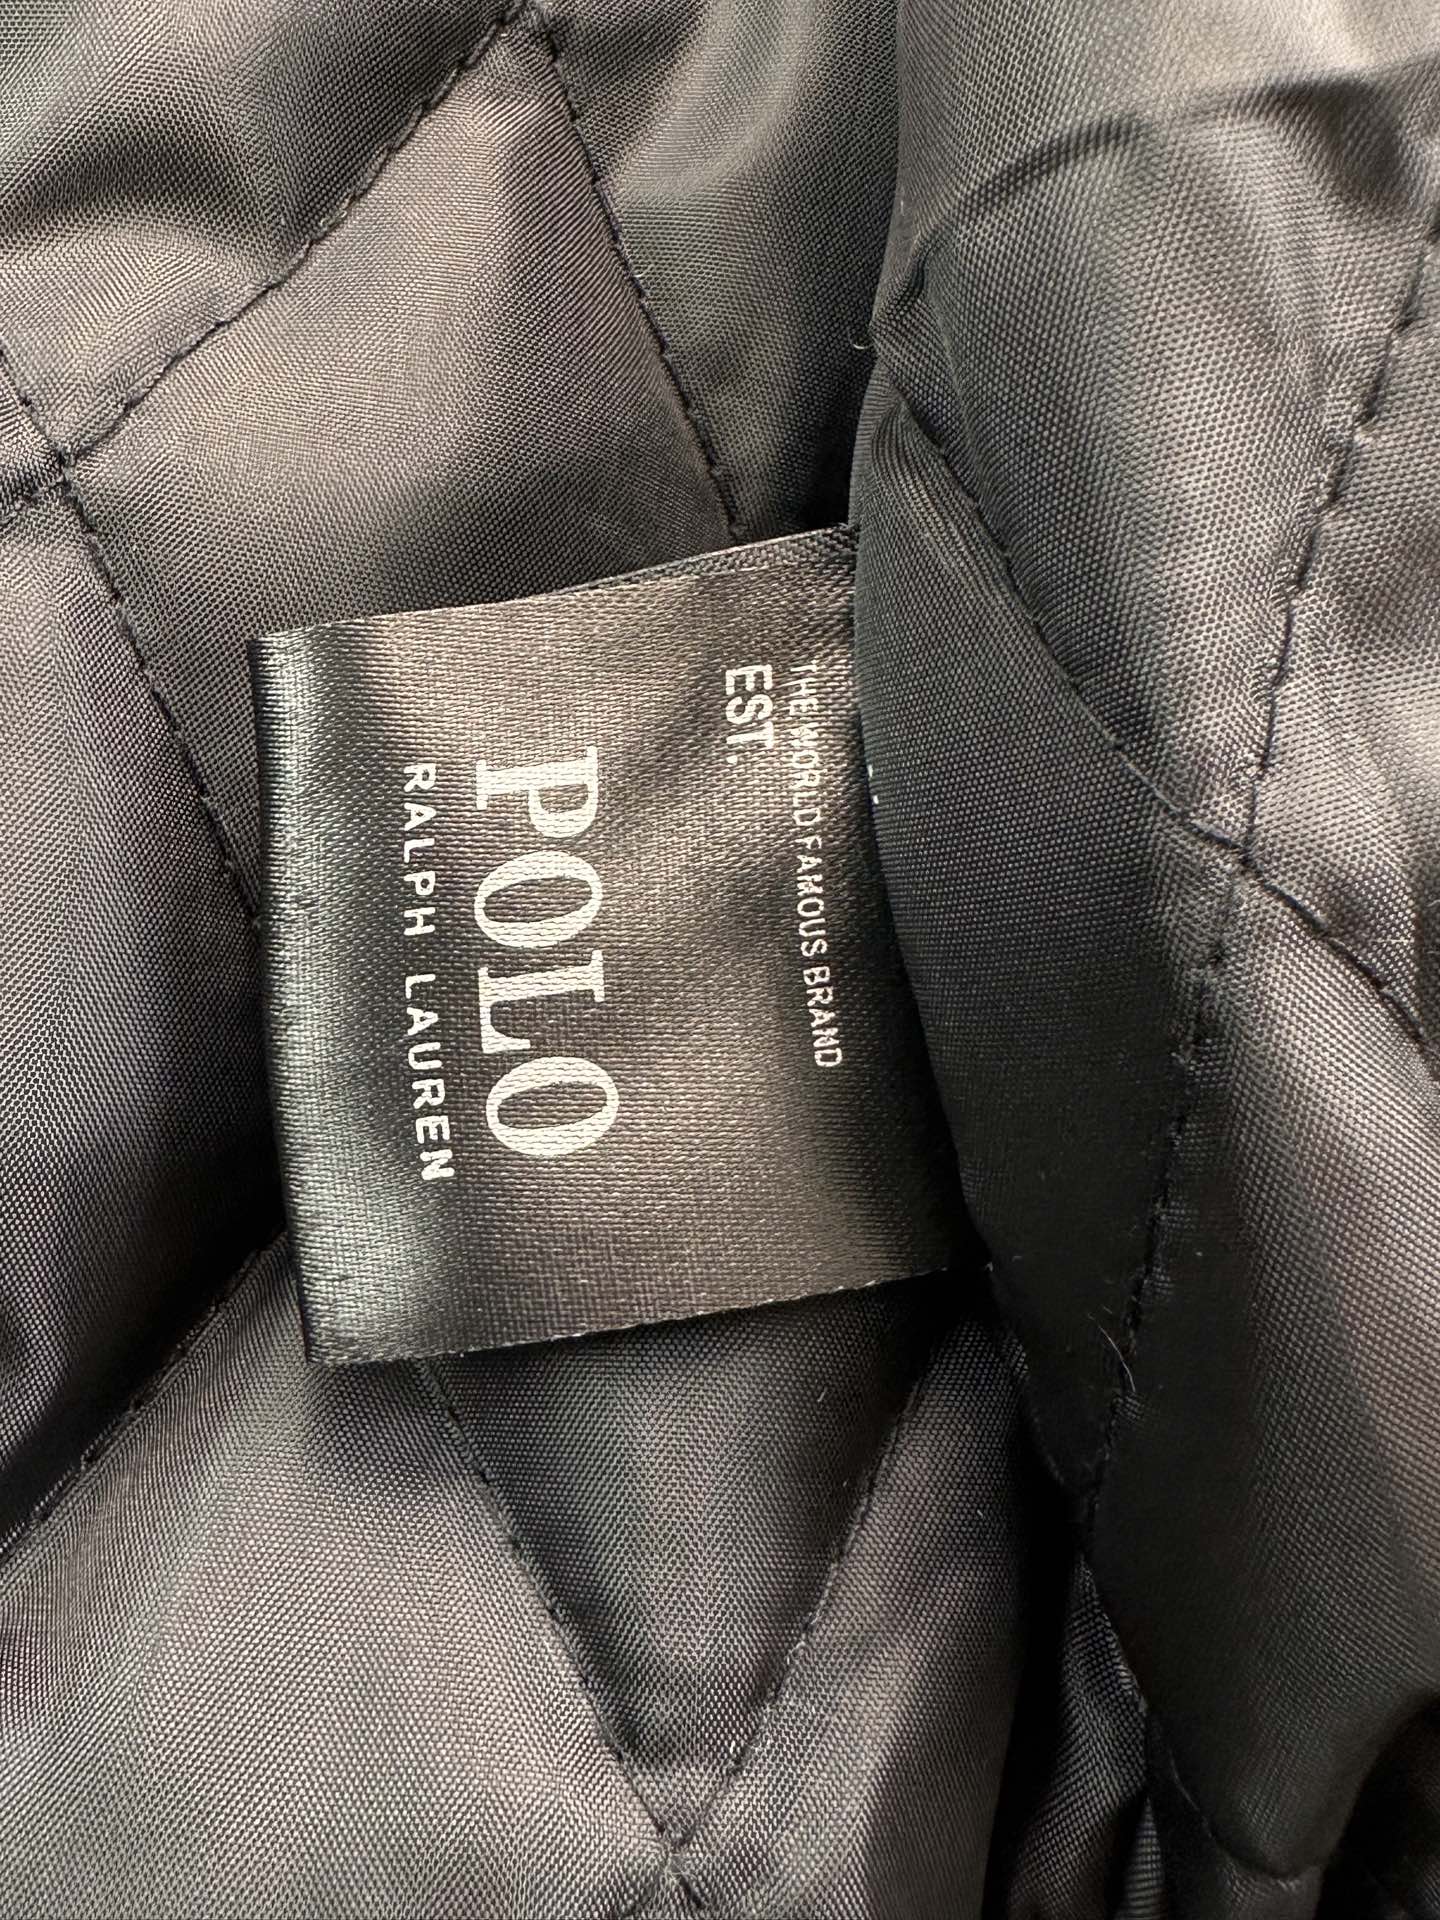 THE WORLD FAMOUS BRAND
EST.
POLO
RALPH LAUREN